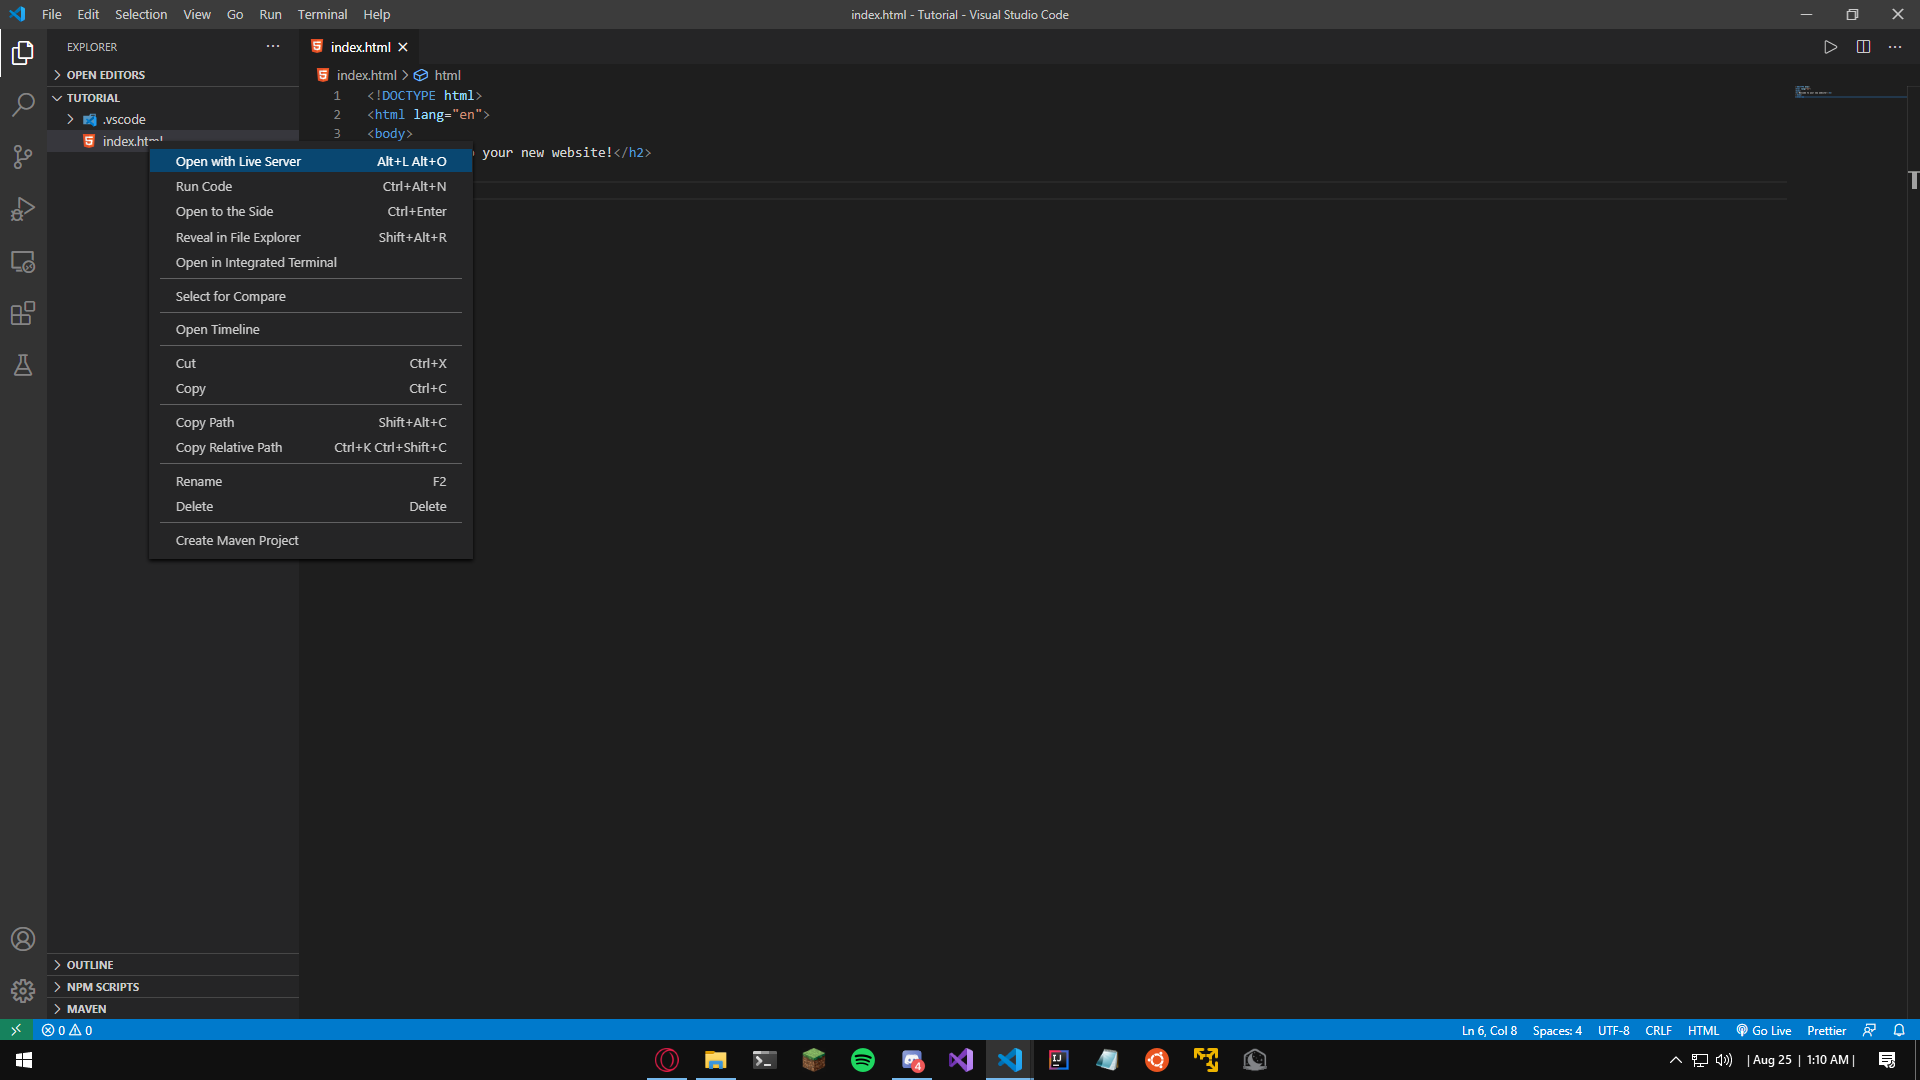 File Edit Selection View Go Run Terminal Help
index.html - Tutorial - Visual Studio Code
EXPLORER
OPEN EDITORS
TUTORIAL
.vscode
index.html
index.html
index.html > html
1 <!DOCTYPE html>
2 <html lang="en">
3 <body>
your new website!</h2>
Open with Live Server Alt+L Alt+O
Run Code Ctrl+Alt+N
Open to the Side Ctrl+Enter
Reveal in File Explorer Shift+Alt+R
Open in Integrated Terminal
Select for Compare
Open Timeline
Cut Ctrl+X
Copy Ctrl+C
Copy Path Shift+Alt+C
Copy Relative Path Ctrl+K Ctrl+Shift+C
Rename F2
Delete Delete
Create Maven Project
OUTLINE
NPM SCRIPTS
MAVEN
0 0
Ln 6, Col 8 Spaces: 4 UTF-8 CRLF HTML Go Live Prettier
4
IJ
| Aug 25 | 1:10 AM |